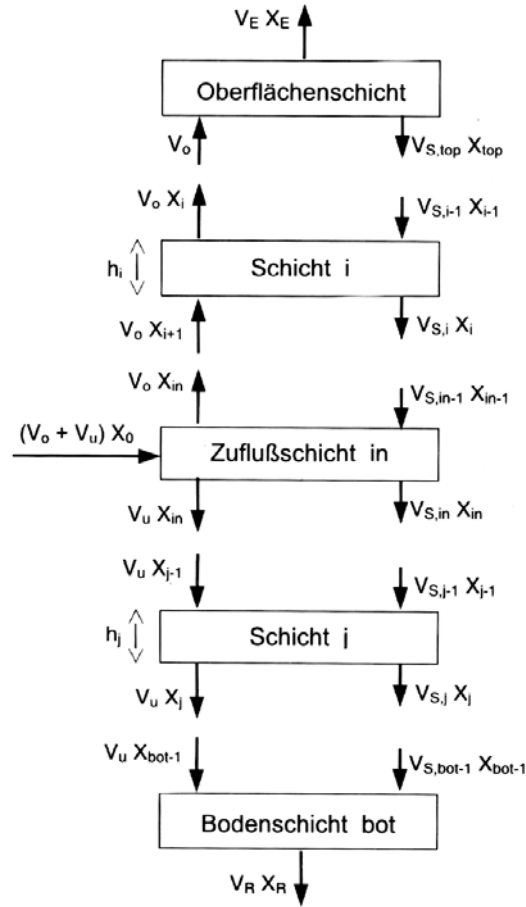 V_E X_E
Oberflächenschicht
V_o
V_S,top X_top
V_o X_i
V_S,i-1 X_i-1
h_i
Schicht i
V_o X_i+1
V_S,i X_i
V_o X_in
V_S,in-1 X_in-1
(V_o + V_u) X_0
Zuflußschicht in
V_u X_in
V_S,in X_in
V_u X_j-1
V_S,j-1 X_j-1
h_j
Schicht j
V_u X_j
V_S,j X_j
V_u X_bot-1
V_S,bot-1 X_bot-1
Bodenschicht bot
V_R X_R